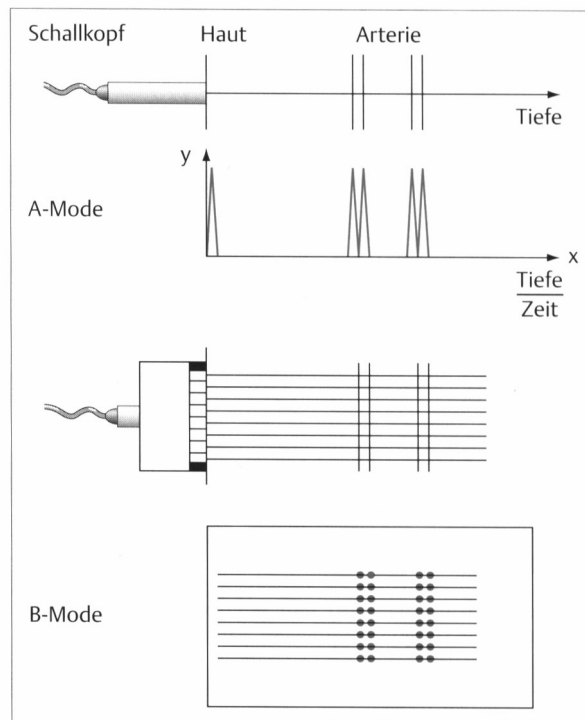 Schallkopf Haut Arterie
Tiefe
y
A-Mode
x
Tiefe
Zeit
B-Mode